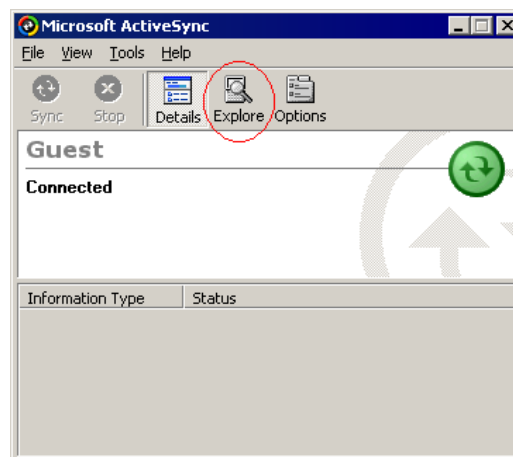 Microsoft ActiveSync
File View Tools Help
Sync Stop Details Explore Options
Guest
Connected
Information Type Status